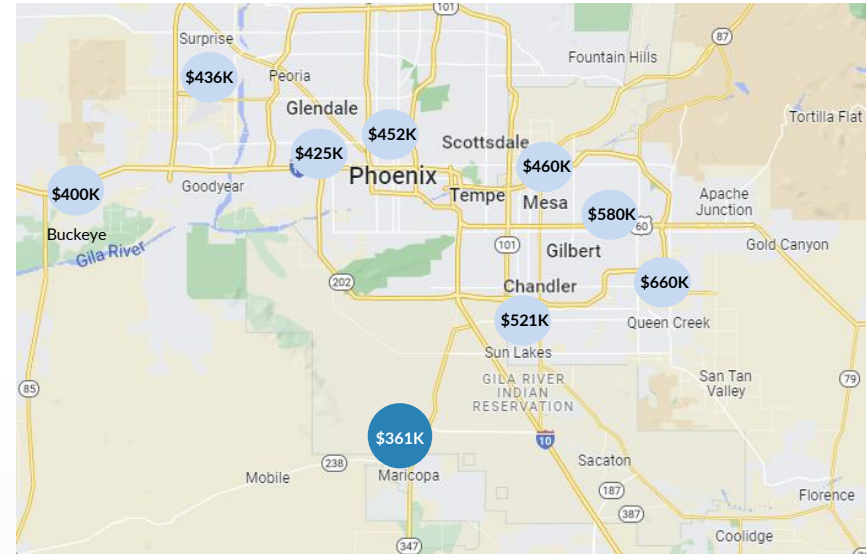 101
Surprise
87
Fountain Hills
$436K
Peoria
Glendale
Tortilla Flat
$452K
Scottsdale
$425K
$460K
Phoenix
$400K
Goodyear
Tempe
Mesa
Apache
Junction
$580K
60
Buckeye
Gila River
101
Gilbert
Gold Canyon
202
Chandler
$660K
$521K
Queen Creek
Sun Lakes
GILA RIVER
INDIAN
RESERVATION
San Tan
Valley
79
85
$361K
10
238
Sacaton
Mobile
Maricopa
187
Florence
387
Coolidge
347